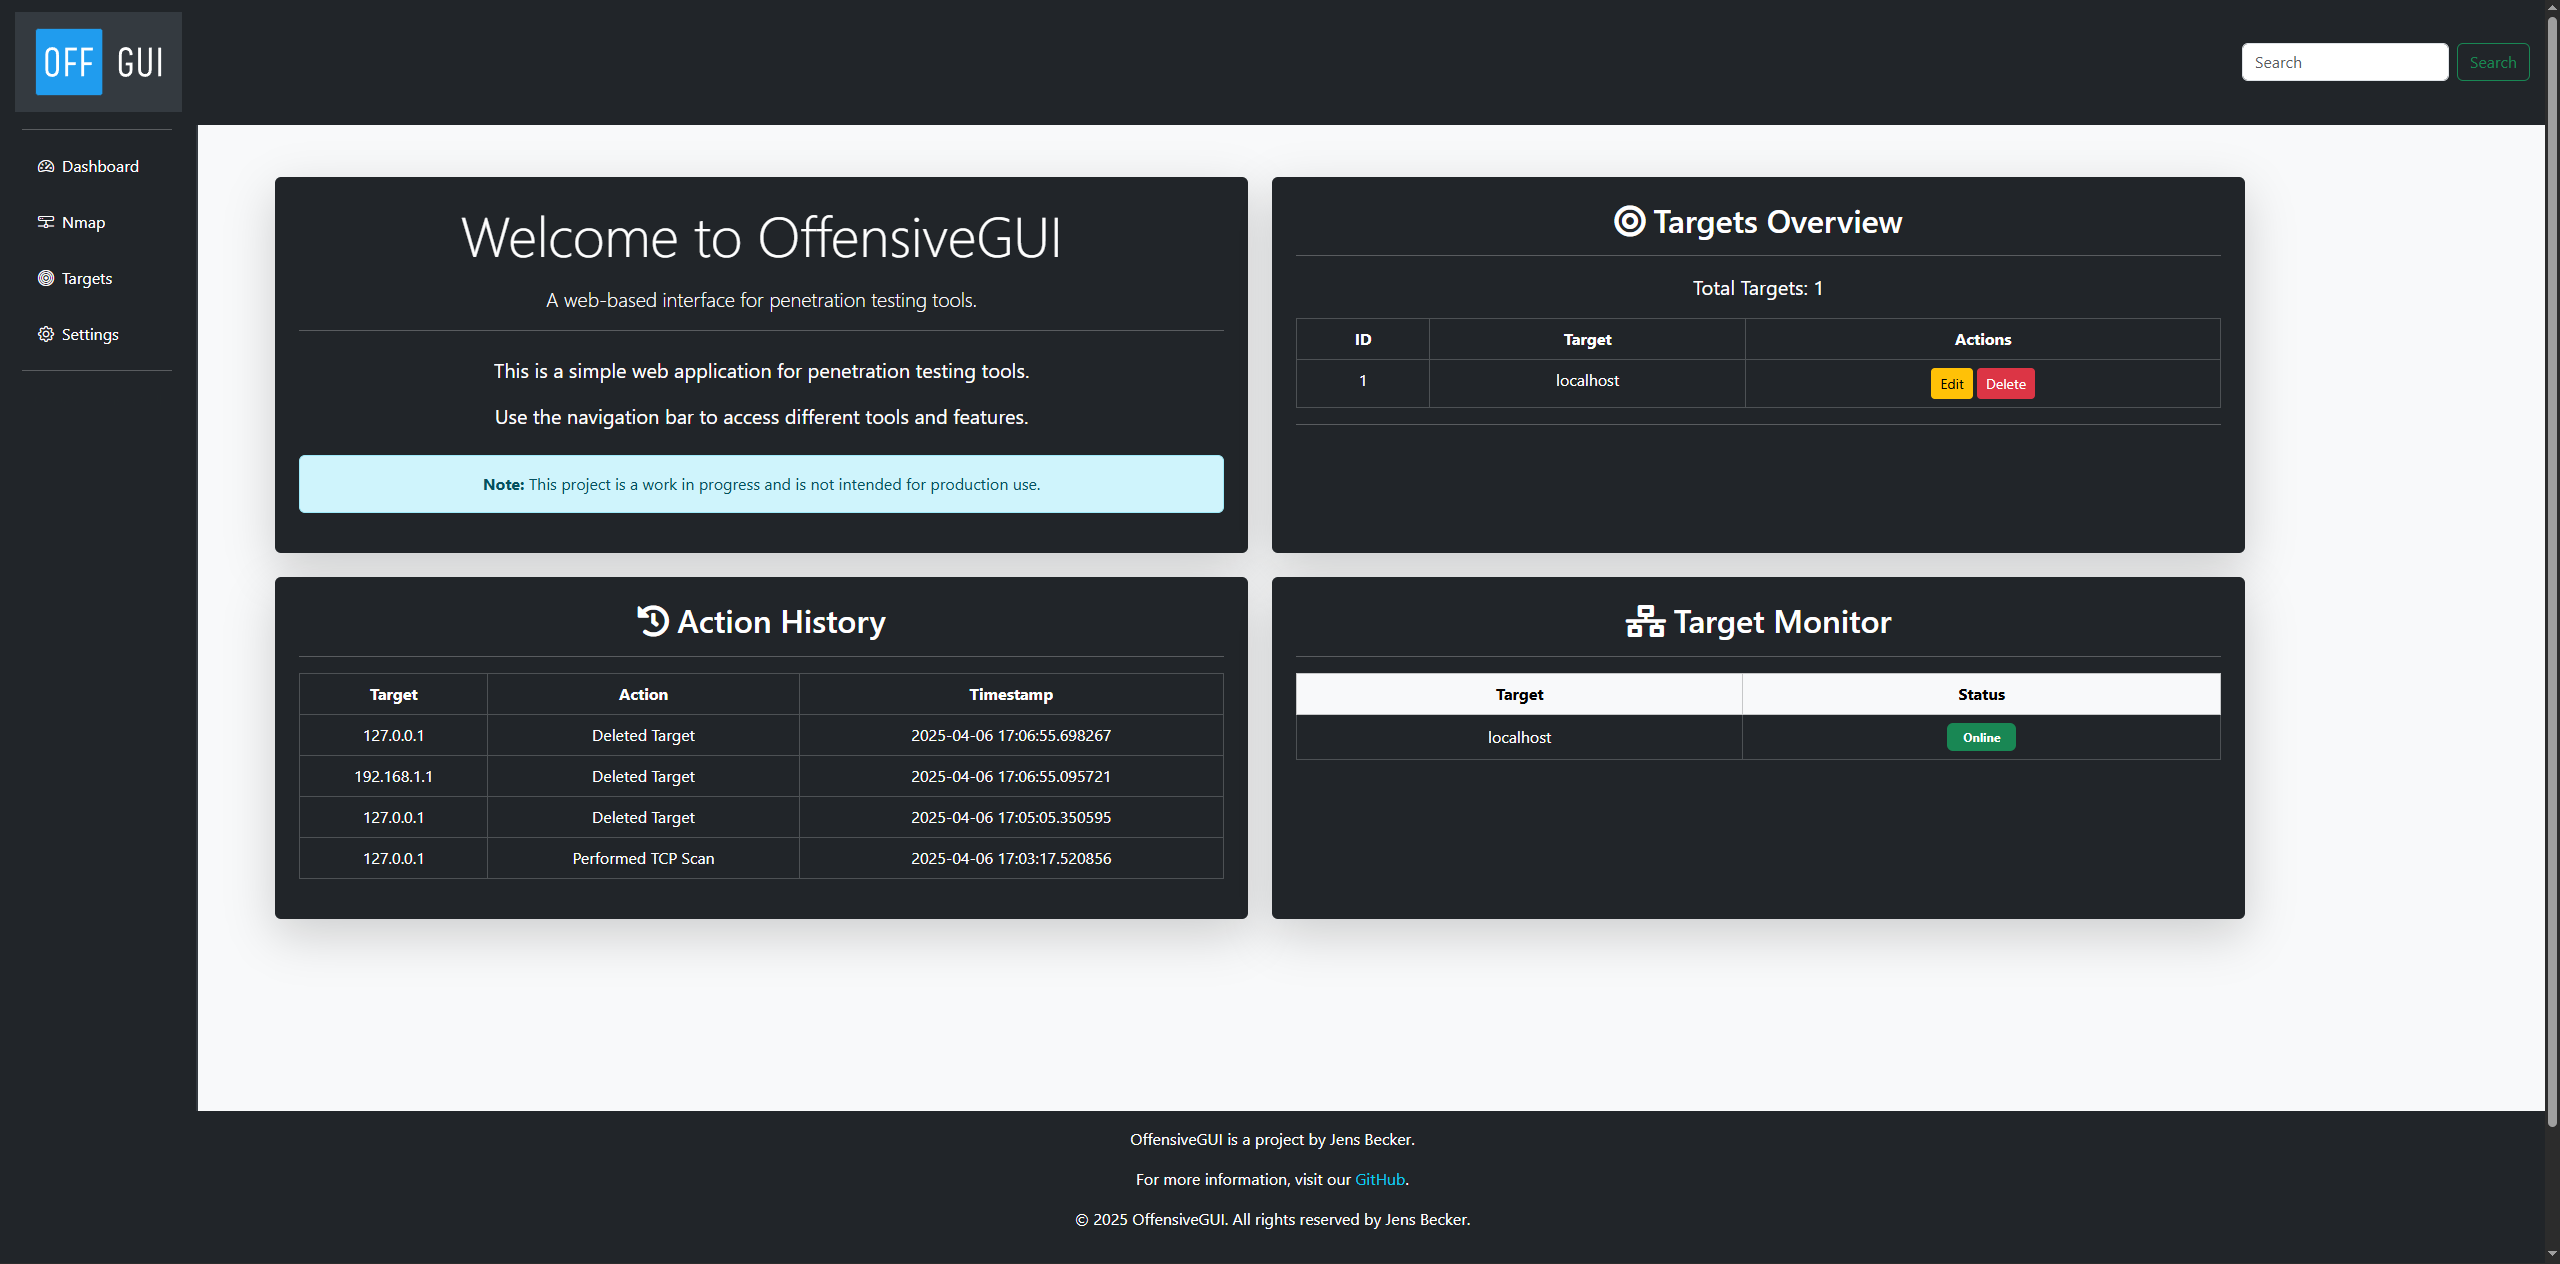 OFF GUI
Search Search
Dashboard
Nmap
Targets
Settings
Welcome to OffensiveGUI
A web-based interface for penetration testing tools.
This is a simple web application for penetration testing tools.
Use the navigation bar to access different tools and features.
Note: This project is a work in progress and is not intended for production use.
Targets Overview
Total Targets: 1
ID Target Actions
1 localhost Edit Delete
Action History
Target Action Timestamp
127.0.0.1 Deleted Target 2025-04-06 17:06:55.698267
192.168.1.1 Deleted Target 2025-04-06 17:06:55.095721
127.0.0.1 Deleted Target 2025-04-06 17:05:05.350595
127.0.0.1 Performed TCP Scan 2025-04-06 17:03:17.520856
Target Monitor
Target Status
localhost Online
OffensiveGUI is a project by Jens Becker.
For more information, visit our GitHub.
© 2025 OffensiveGUI. All rights reserved by Jens Becker.